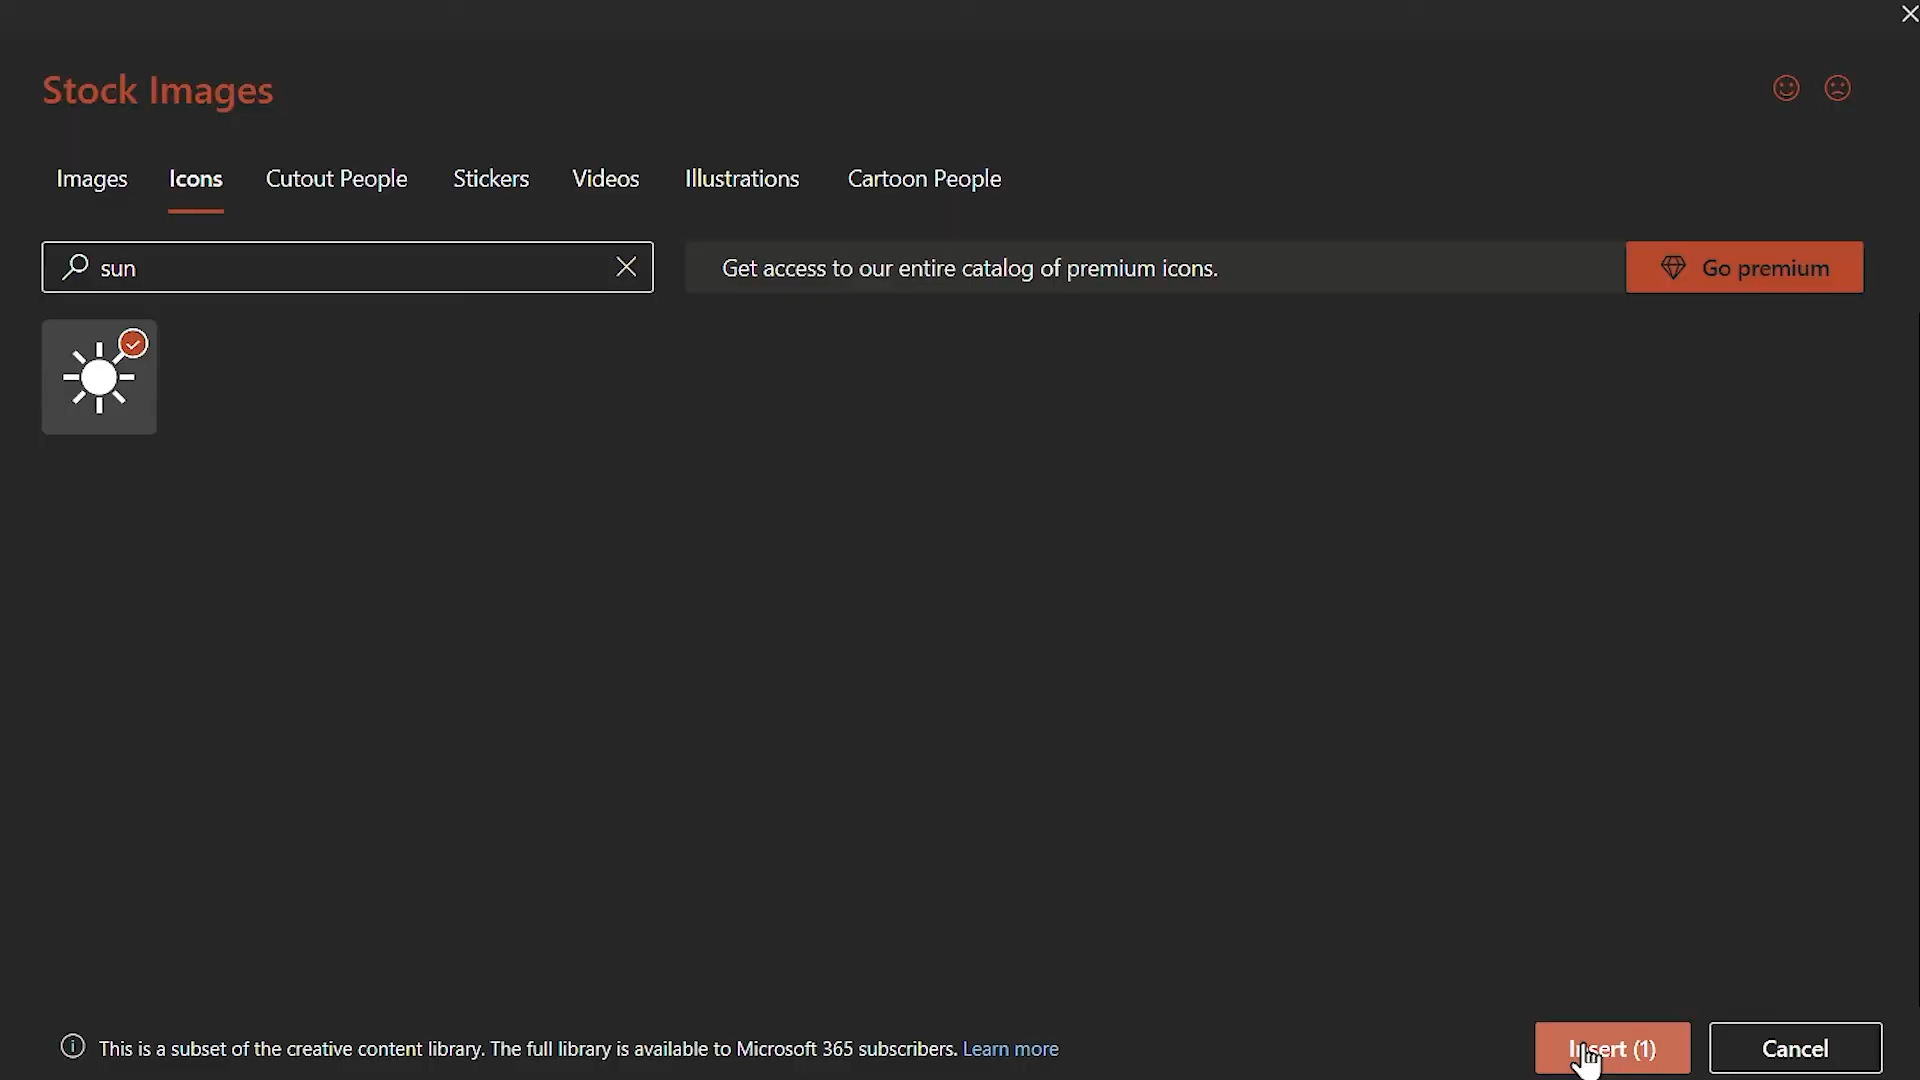 Stock Images
Images Icons Cutout People Stickers Videos Illustrations Cartoon People
sun
Get access to our entire catalog of premium icons. Go premium
This is a subset of the creative content library. The full library is available to Microsoft 365 subscribers. Learn more
Insert (1) Cancel